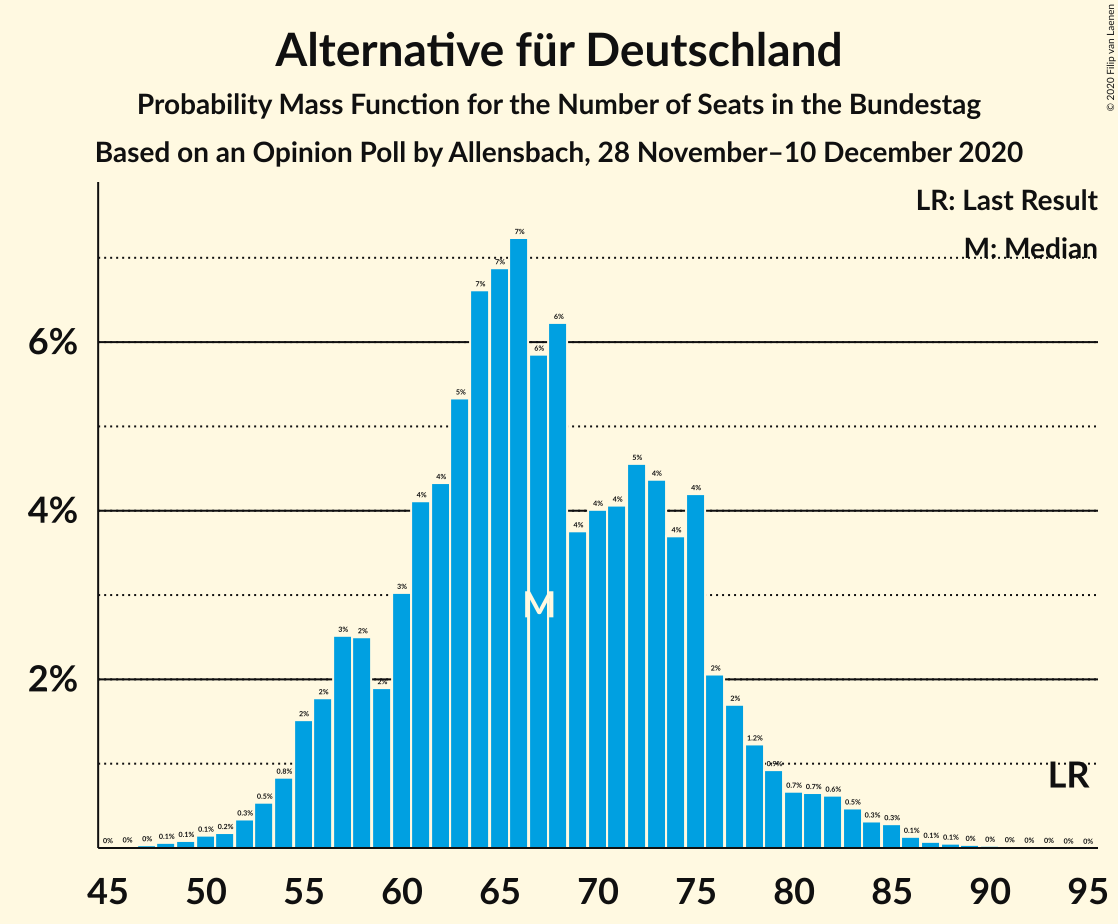 Alternative für Deutschland
Probability Mass Function for the Number of Seats in the Bundestag
Based on an Opinion Poll by Allensbach, 28 November–10 December 2020
© 2020 Filip van Laenen
LR: Last Result
M: Median
6%
4%
2%
0% 0% 0% 0.1% 0.1% 0.1% 0.2% 0.3% 0.5% 0.8% 2% 2% 3% 2% 2% 3% 4% 4% 5% 7% 7% 7% 6% 6% 4% 4% 4% 5% 4% 4% 4% 2% 2% 1.2% 0.9% 0.7% 0.7% 0.6% 0.5% 0.3% 0.3% 0.1% 0.1% 0.1% 0% 0% 0% 0% 0% 0% 0%
M
LR
45 50 55 60 65 70 75 80 85 90 95